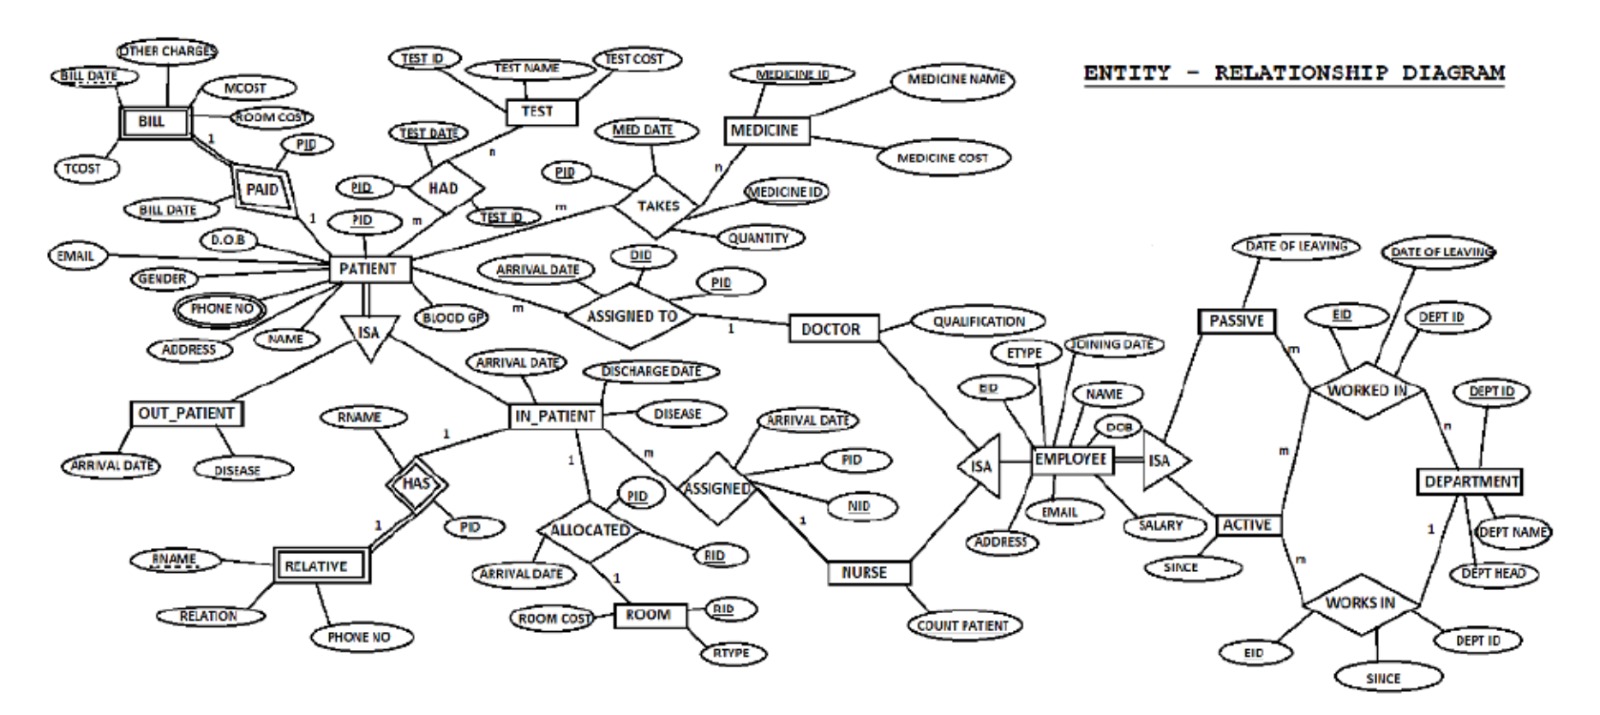 ENTITY - RELATIONSHIP DIAGRAM
OTHER CHARGES
BILL DATE
MCOST
ROOM COST
BILL
TCOST
1
PID
PAID
BILL DATE
1
TEST ID
TEST NAME
TEST COST
TEST
TEST DATE
n
PID
HAD
TEST ID
m
MEDICINE ID
MEDICINE NAME
MEDICINE
MEDICINE COST
MED DATE
n
PID
TAKES
MEDICINE ID
m
QUANTITY
PID
D.O.B
EMAIL
GENDER
PATIENT
PHONE NO
NAME
ADDRESS
BLOOD GP
ISA
ARRIVAL DATE
DID
PID
m
ASSIGNED TO
1
DOCTOR
QUALIFICATION
OUT_PATIENT
ARRIVAL DATE
DISEASE
ARRIVAL DATE
DISCHARGE DATE
IN_PATIENT
DISEASE
RNAME
1
HAS
1
PID
RNAME
RELATIVE
RELATION
PHONE NO
1
PID
ALLOCATED
RID
ARRIVAL DATE
1
ROOM COST
ROOM
RID
RTYPE
m
ARRIVAL DATE
PID
ASSIGNED
NID
1
NURSE
COUNT PATIENT
ISA
ETYPE
JOINING DATE
EID
NAME
DOB
EMPLOYEE
EMAIL
ADDRESS
SALARY
ISA
DATE OF LEAVING
PASSIVE
m
DATE OF LEAVING
EID
DEPT ID
WORKED IN
m
n
DEPT ID
DEPARTMENT
DEPT NAME
DEPT HEAD
1
ACTIVE
SINCE
m
WORKS IN
EID
SINCE
DEPT ID